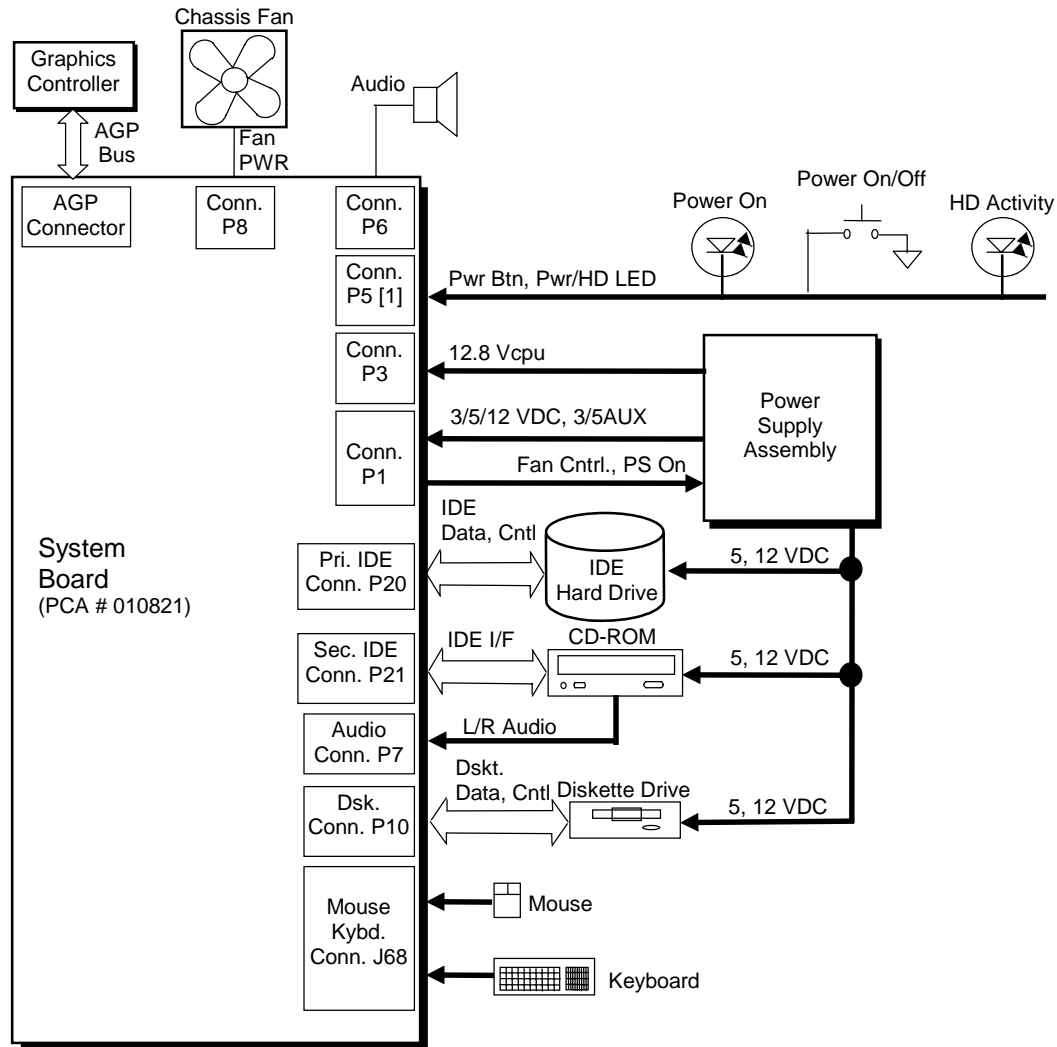 Chassis Fan
Graphics
Controller
Audio
AGP
Bus
Fan
PWR
AGP
Connector
Conn.
P8
Conn.
P6
Power On
Power On/Off
HD Activity
Conn.
P5 [1]
Pwr Btn, Pwr/HD LED
Conn.
P3
12.8 Vcpu
Power
Supply
Assembly
Conn.
P1
3/5/12 VDC, 3/5AUX
Fan Cntrl., PS On
System
Board
(PCA # 010821)
Pri. IDE
Conn. P20
IDE
Data, Cntl
IDE
Hard Drive
5, 12 VDC
Sec. IDE
Conn. P21
IDE I/F
CD-ROM
5, 12 VDC
Audio
Conn. P7
L/R Audio
Dsk.
Conn. P10
Dskt.
Data, Cntl
Diskette Drive
5, 12 VDC
Mouse
Kybd.
Conn. J68
Mouse
Keyboard